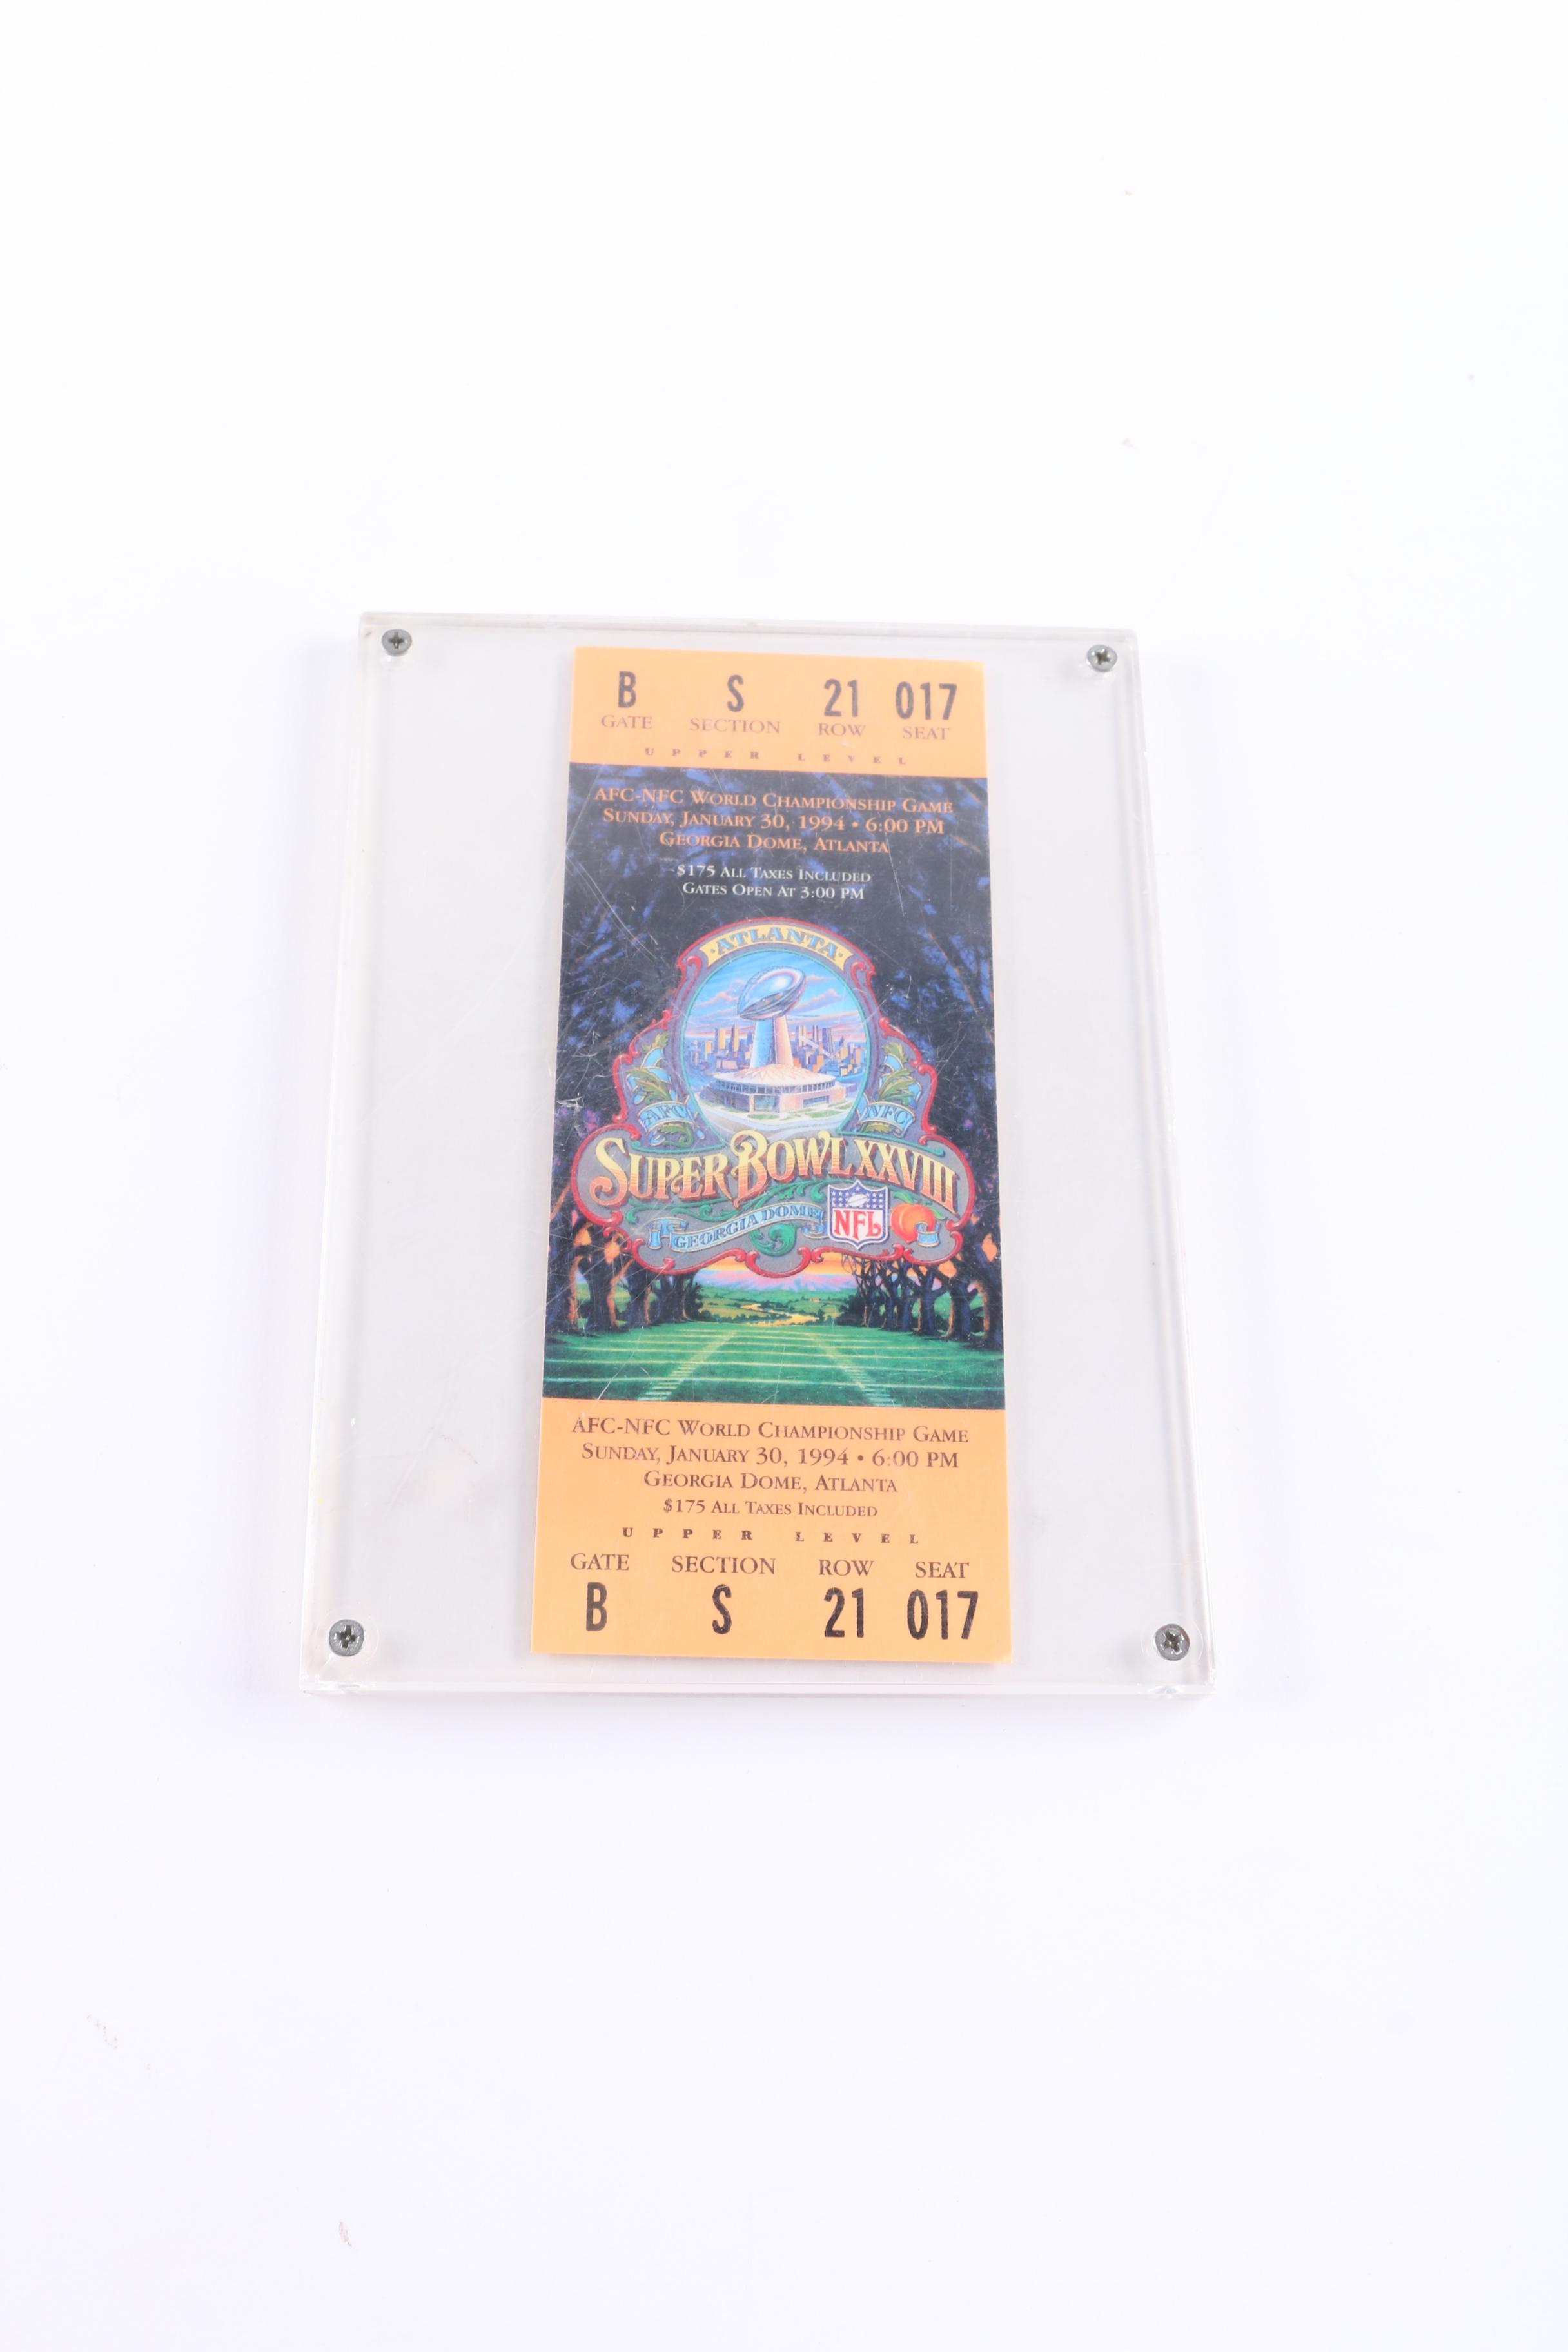 B S 21 017
GATE SECTION ROW SEAT
UPPER LEVEL
AFC-NFC WORLD CHAMPIONSHIP GAME
SUNDAY, JANUARY 30, 1994 • 6:00 PM
GEORGIA DOME, ATLANTA
$175 ALL TAXES INCLUDED
GATES OPEN AT 3:00 PM
·ATLANTA·
AFC NFC
SUPER BOWL XXVIII
GEORGIA DOME
NFL
AFC-NFC WORLD CHAMPIONSHIP GAME
SUNDAY, JANUARY 30, 1994 • 6:00 PM
GEORGIA DOME, ATLANTA
$175 ALL TAXES INCLUDED
UPPER LEVEL
GATE SECTION ROW SEAT
B S 21 017